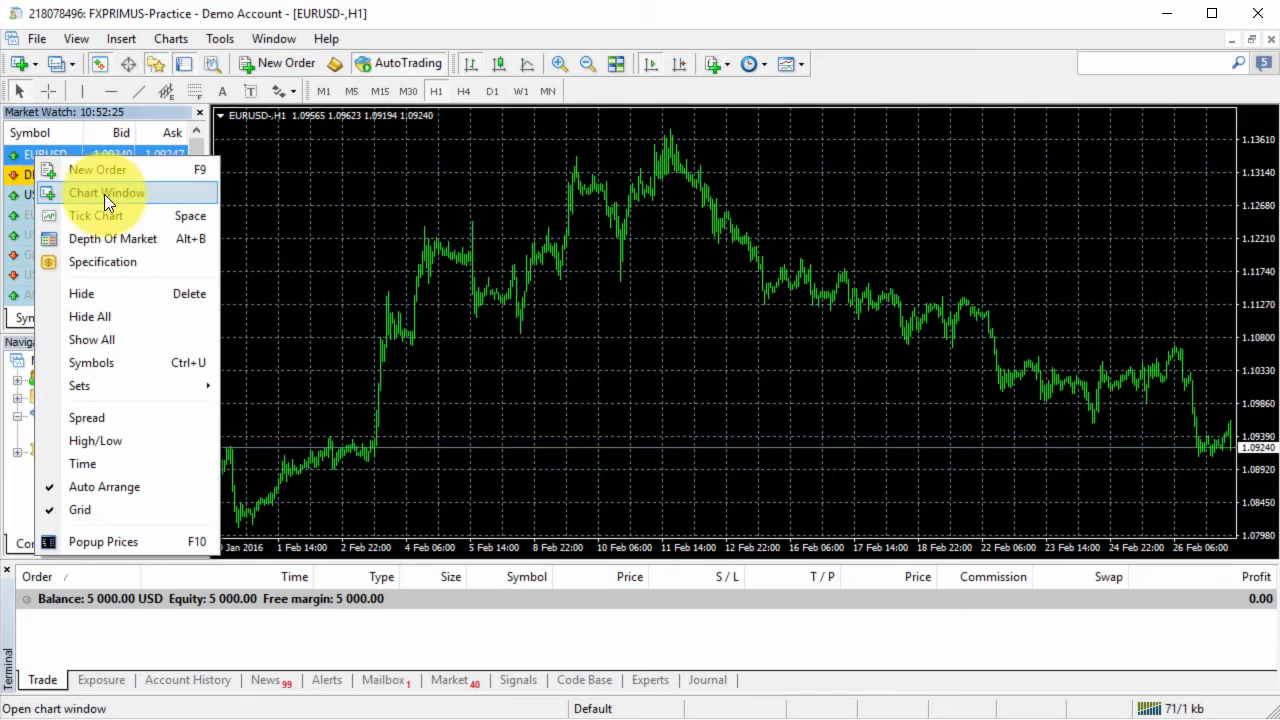 218078496: FXPRIMUS-Practice - Demo Account - [EURUSD-,H1]
File View Insert Charts Tools Window Help
New Order AutoTrading 5
A T M1 M5 M15 M30 H1 H4 D1 W1 MN
Market Watch: 10:52:25
Symbol Bid Ask
EURUSD- 1.09240 1.09247
New Order F9
Chart Window
Tick Chart Space
Depth Of Market Alt+B
Specification
Hide Delete
Hide All
Show All
Symbols Ctrl+U
Sets
Spread
High/Low
Time
Auto Arrange
Grid
Popup Prices F10
EURUSD-,H1 1.09565 1.09623 1.09194 1.09240
1.13610
1.12680
1.12210
1.11740
1.11270
1.10800
1.10330
1.09860
1.09390
1.09240
1.08920
1.08450
1.07980
Jan 2016 1 Feb 14:00 2 Feb 22:00 4 Feb 06:00 5 Feb 14:00 8 Feb 22:00 10 Feb 06:00 11 Feb 14:00 12 Feb 22:00 16 Feb 06:00 17 Feb 14:00 18 Feb 22:00 22 Feb 06:00 23 Feb 14:00 24 Feb 22:00 26 Feb 06:00
Order / Time Type Size Symbol Price S / L T / P Price Commission Swap Profit
Balance: 5 000.00 USD Equity: 5 000.00 Free margin: 5 000.00 0.00
Terminal
Trade Exposure Account History News 99 Alerts Mailbox 1 Market 40 Signals Code Base Experts Journal
Open chart window Default 71/1 kb